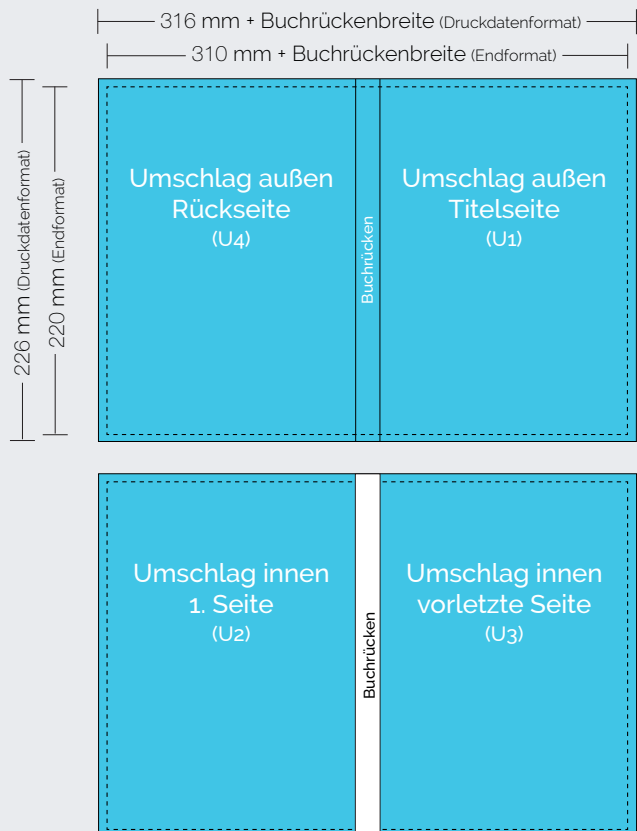 316 mm + Buchrückenbreite (Druckdatenformat)
310 mm + Buchrückenbreite (Endformat)
226 mm (Druckdatenformat)
220 mm (Endformat)
Umschlag außen
Rückseite
(U4)
Buchrücken
Umschlag außen
Titelseite
(U1)
Umschlag innen
1. Seite
(U2)
Buchrücken
Umschlag innen
vorletzte Seite
(U3)